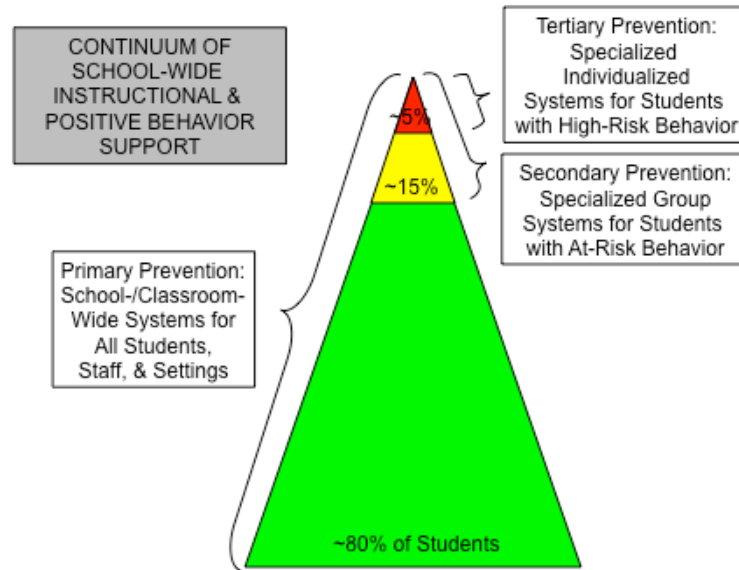 CONTINUUM OF
SCHOOL-WIDE
INSTRUCTIONAL &
POSITIVE BEHAVIOR
SUPPORT
Tertiary Prevention:
Specialized
Individualized
Systems for Students
with High-Risk Behavior
~5%
~15%
Secondary Prevention:
Specialized Group
Systems for Students
with At-Risk Behavior
Primary Prevention:
School-/Classroom-
Wide Systems for
All Students,
Staff, & Settings
~80% of Students